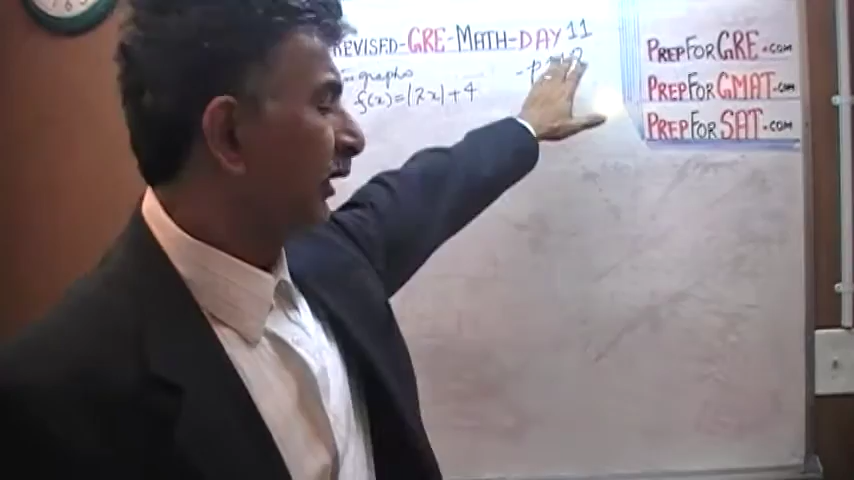 REVISED-GRE-MATH-DAY 11
graphs
f(x)=|2x|+4
PREPFORGRE.COM
PREPFORGMAT.COM
PREPFORSAT.COM